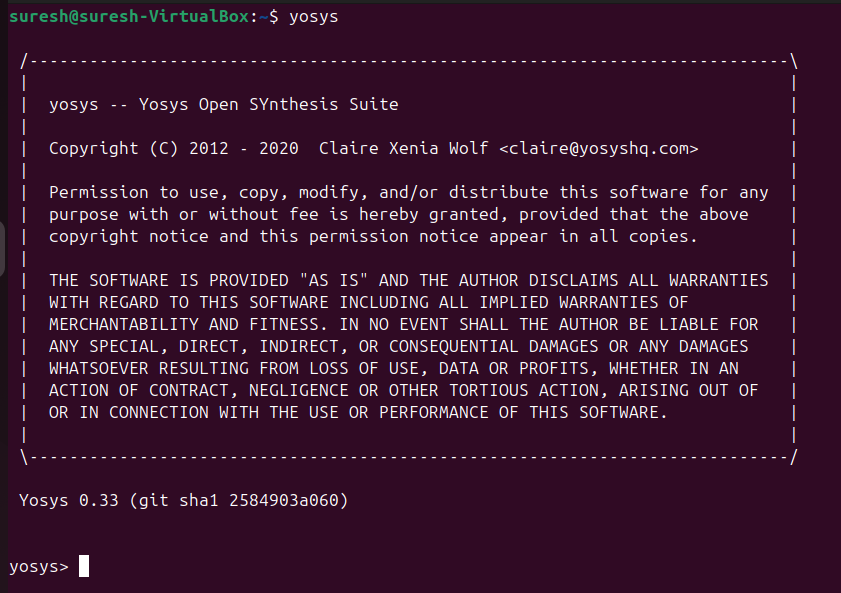 suresh@suresh-VirtualBox:~$ yosys
/----------------------------------------------------------------------------\
|                                                                            |
|  yosys -- Yosys Open SYnthesis Suite                                       |
|                                                                            |
|  Copyright (C) 2012 - 2020  Claire Xenia Wolf <claire@yosyshq.com>         |
|                                                                            |
|  Permission to use, copy, modify, and/or distribute this software for any  |
|  purpose with or without fee is hereby granted, provided that the above    |
|  copyright notice and this permission notice appear in all copies.         |
|                                                                            |
|  THE SOFTWARE IS PROVIDED "AS IS" AND THE AUTHOR DISCLAIMS ALL WARRANTIES  |
|  WITH REGARD TO THIS SOFTWARE INCLUDING ALL IMPLIED WARRANTIES OF          |
|  MERCHANTABILITY AND FITNESS. IN NO EVENT SHALL THE AUTHOR BE LIABLE FOR   |
|  ANY SPECIAL, DIRECT, INDIRECT, OR CONSEQUENTIAL DAMAGES OR ANY DAMAGES    |
|  WHATSOEVER RESULTING FROM LOSS OF USE, DATA OR PROFITS, WHETHER IN AN     |
|  ACTION OF CONTRACT, NEGLIGENCE OR OTHER TORTIOUS ACTION, ARISING OUT OF   |
|  OR IN CONNECTION WITH THE USE OR PERFORMANCE OF THIS SOFTWARE.            |
|                                                                            |
\----------------------------------------------------------------------------/
Yosys 0.33 (git sha1 2584903a060)
yosys>